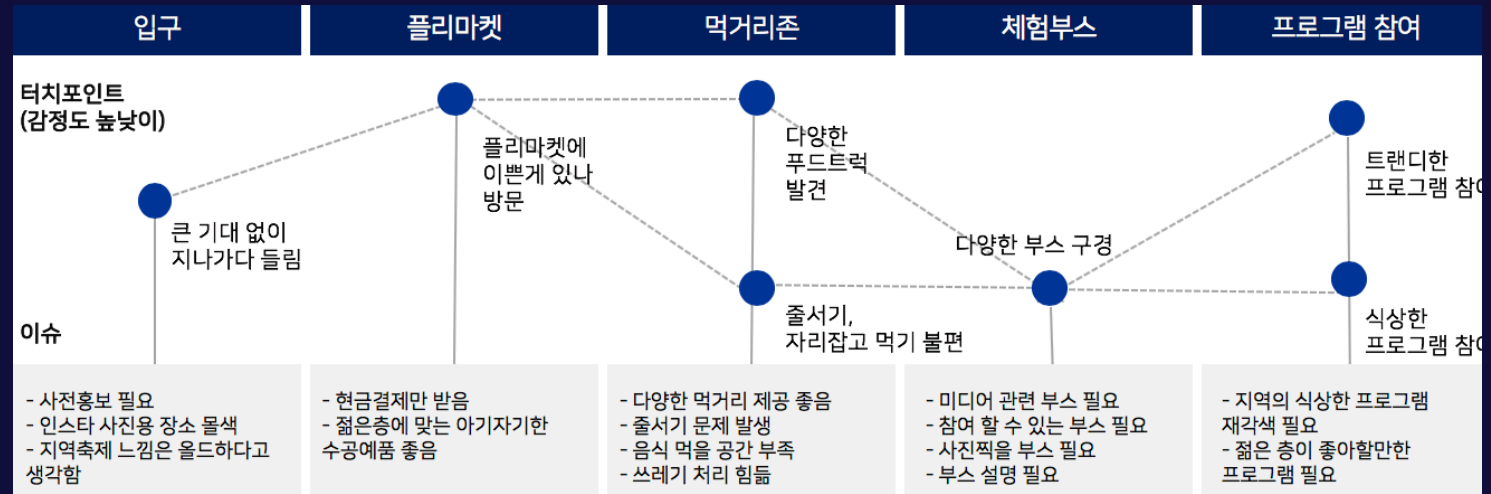 입구
플리마켓
먹거리존
체험부스
프로그램 참여
터치포인트
(감정도 높낮이)
큰 기대 없이
지나가다 들림
플리마켓에
이쁜게 있나
방문
다양한
푸드트럭
발견
줄서기,
자리잡고 먹기 불편
다양한 부스 구경
트랜디한
프로그램 참
식상한
프로그램 참
이슈
- 사전홍보 필요
- 인스타 사진용 장소 몰색
- 지역축제 느낌은 올드하다고
생각함
- 현금결제만 받음
- 젊은층에 맞는 아기자기한
수공예품 좋음
- 다양한 먹거리 제공 좋음
- 줄서기 문제 발생
- 음식 먹을 공간 부족
- 쓰레기 처리 힘듦
- 미디어 관련 부스 필요
- 참여 할 수 있는 부스 필요
- 사진찍을 부스 필요
- 부스 설명 필요
- 지역의 식상한 프로그램
재각색 필요
- 젊은 층이 좋아할만한
프로그램 필요